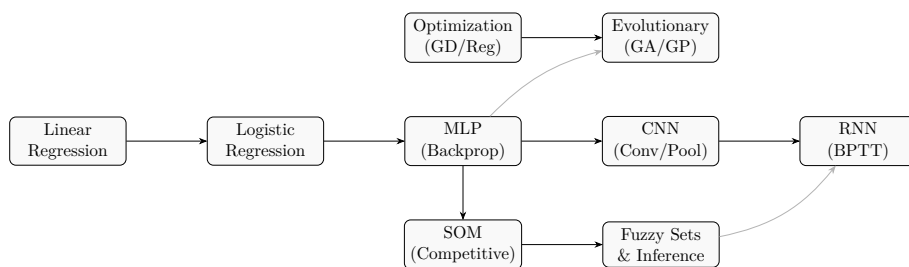 Optimization
(GD/Reg)
Evolutionary
(GA/GP)
Linear
Regression
Logistic
Regression
MLP
(Backprop)
CNN
(Conv/Pool)
RNN
(BPTT)
SOM
(Competitive)
Fuzzy Sets
& Inference